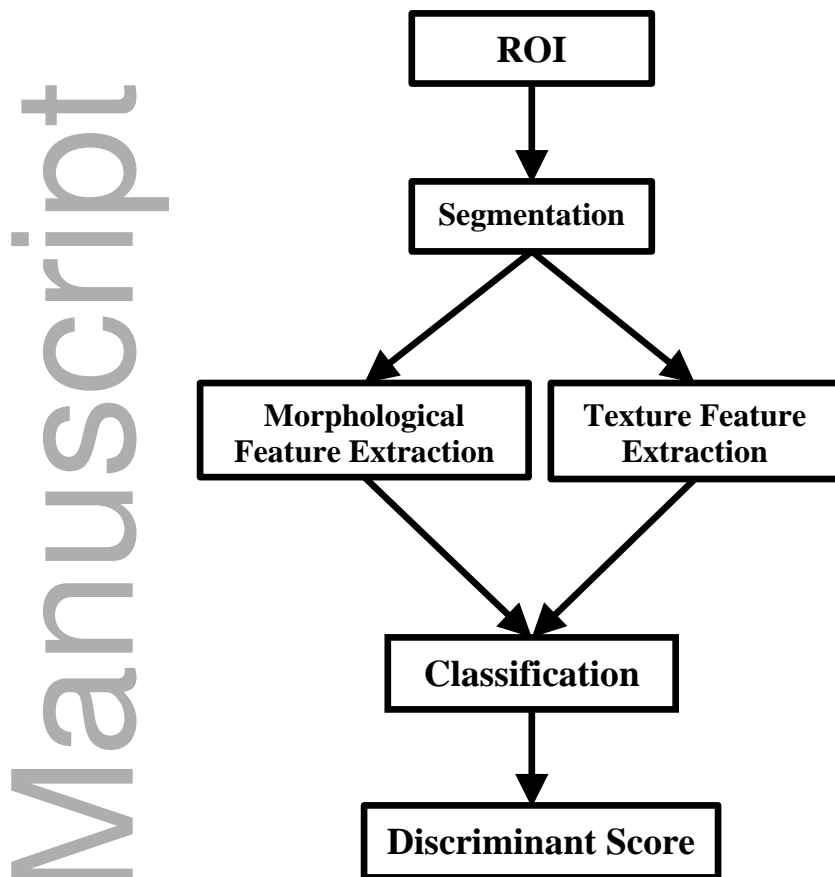 Manuscript
ROI
Segmentation
Morphological
Feature Extraction
Texture Feature
Extraction
Classification
Discriminant Score